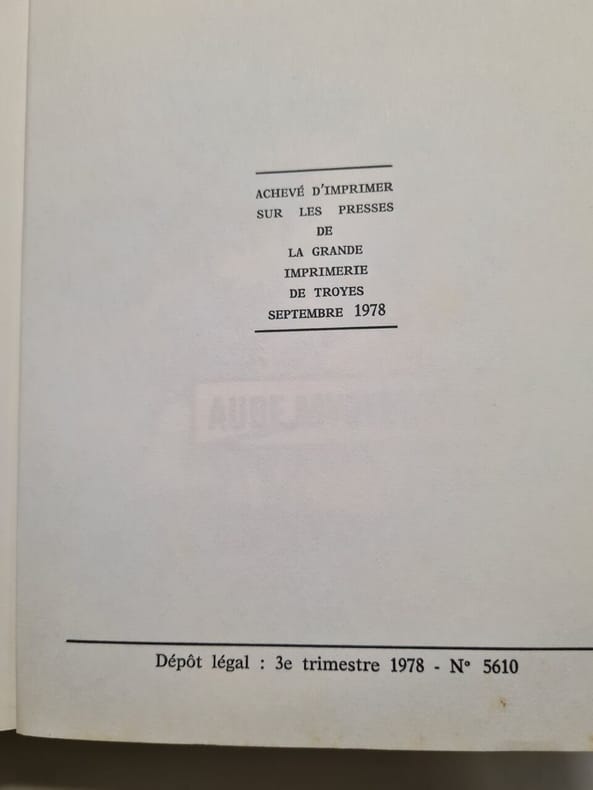 ACHEVÉ D'IMPRIMER
SUR LES PRESSES
DE
LA GRANDE
IMPRIMERIE
DE TROYES
SEPTEMBRE 1978
Dépôt légal : 3e trimestre 1978 - N° 5610